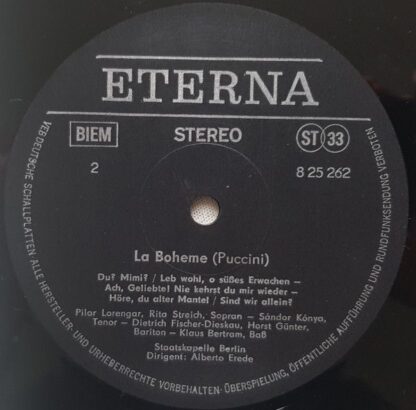 ETERNA
BIEM
STEREO
ST 33
2
8 25 262
La Boheme (Puccini)
Du? Mimi? / Leb wohl, o süßes Erwachen –
Ach, Geliebte! Nie kehrst du mir wieder –
Höre, du alter Mantel / Sind wir allein?
Pilar Lorengar, Rita Streich, Sopran – Sándor Kónya,
Tenor – Dietrich Fischer-Dieskau, Horst Günter,
Bariton – Klaus Bertram, Baß
Staatskapelle Berlin
Dirigent: Alberto Erede
VEB DEUTSCHE SCHALLPLATTEN · ALLE HERSTELLER- UND URHEBERRECHTE VORBEHALTEN · ÜBERSPIELUNG, ÖFFENTLICHE AUFFÜHRUNG UND RUNDFUNKSENDUNG VERBOTEN